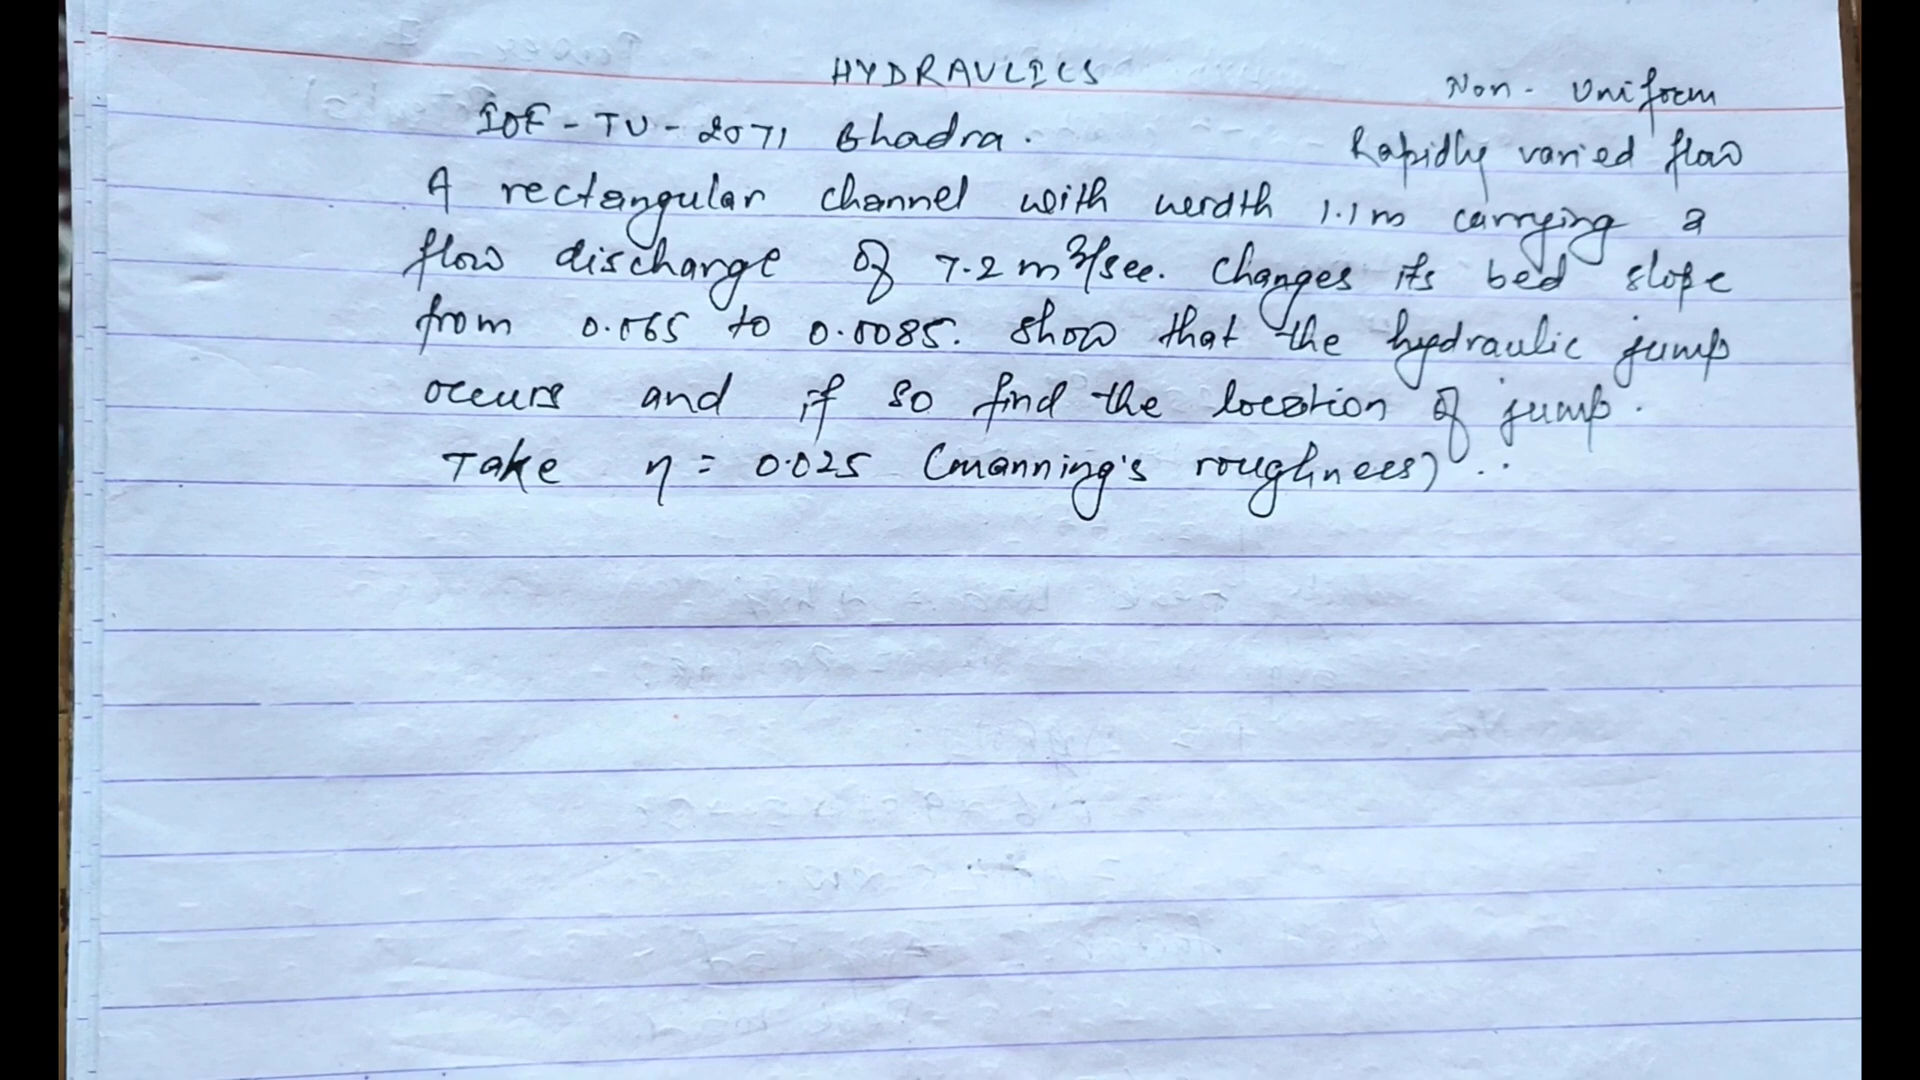 HYDRAULICS
Non- Uniform
IOE - TU - 2071 Bhadra.
Rapidly varied flow
A rectangular channel with width 1.1m carrying a
flow discharge of 7.2 m³/sec. changes its bed slope
from 0.065 to 0.0085. show that the hydraulic jump
occurs and if so find the location of jump.
Take η = 0.025 (manning's roughness)..